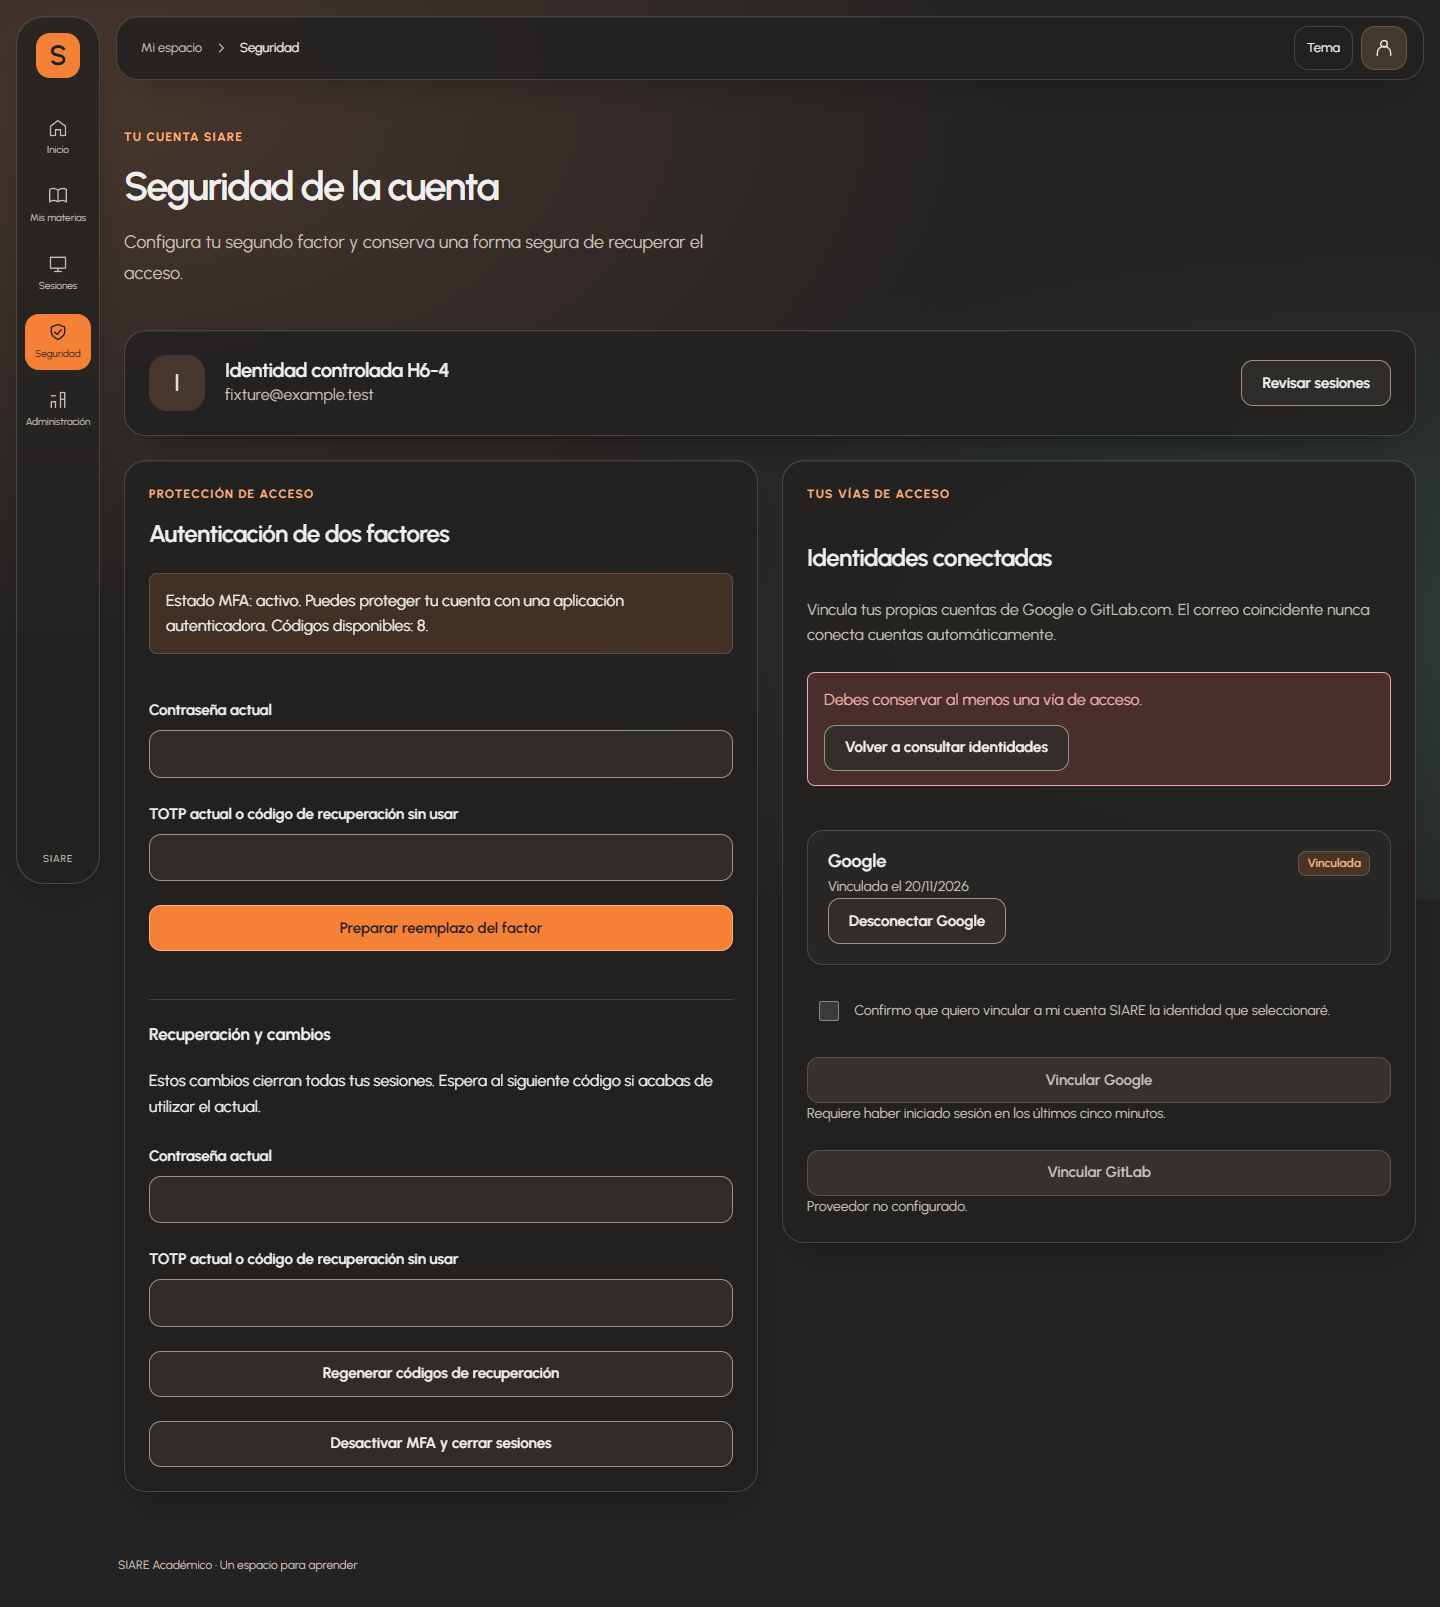 S
Inicio
Mis materias
Sesiones
Seguridad
Administración
SIARE
Mi espacio
Seguridad
Tema
TU CUENTA SIARE
Seguridad de la cuenta
Configura tu segundo factor y conserva una forma segura de recuperar el
acceso.
I
Identidad controlada H6-4
fixture@example.test
Revisar sesiones
PROTECCIÓN DE ACCESO
Autenticación de dos factores
Estado MFA: activo. Puedes proteger tu cuenta con una aplicación
autenticadora. Códigos disponibles: 8.
Contraseña actual
TOTP actual o código de recuperación sin usar
Preparar reemplazo del factor
Recuperación y cambios
Estos cambios cierran todas tus sesiones. Espera al siguiente código si acabas de
utilizar el actual.
Contraseña actual
TOTP actual o código de recuperación sin usar
Regenerar códigos de recuperación
Desactivar MFA y cerrar sesiones
TUS VÍAS DE ACCESO
Identidades conectadas
Vincula tus propias cuentas de Google o GitLab.com. El correo coincidente nunca
conecta cuentas automáticamente.
Debes conservar al menos una vía de acceso.
Volver a consultar identidades
Google
Vinculada
Vinculada el 20/11/2026
Desconectar Google
Confirmo que quiero vincular a mi cuenta SIARE la identidad que seleccionaré.
Vincular Google
Requiere haber iniciado sesión en los últimos cinco minutos.
Vincular GitLab
Proveedor no configurado.
SIARE Académico · Un espacio para aprender